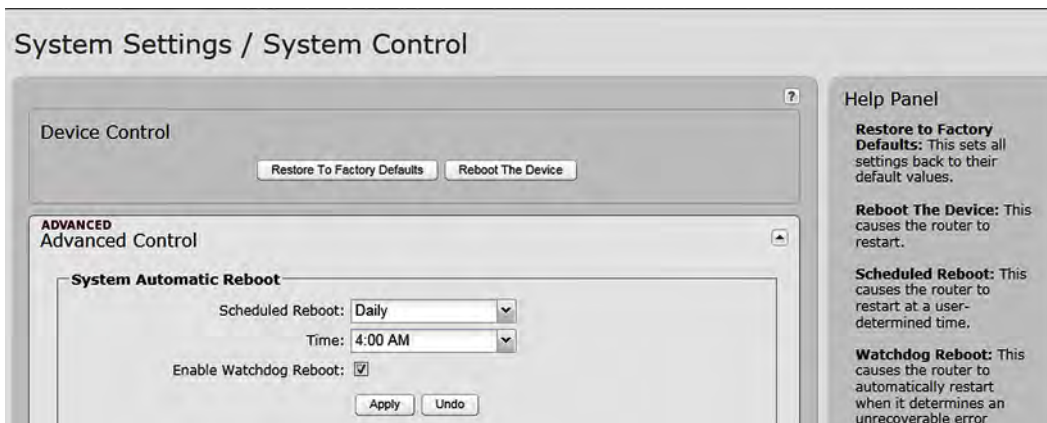 System Settings / System Control
?
Device Control
Restore To Factory Defaults
Reboot The Device
ADVANCED
Advanced Control
System Automatic Reboot
Scheduled Reboot: Daily
Time: 4:00 AM
Enable Watchdog Reboot:
Apply
Undo
Help Panel
Restore to Factory
Defaults: This sets all
settings back to their
default values.
Reboot The Device: This
causes the router to
restart.
Scheduled Reboot: This
causes the router to
restart at a user-
determined time.
Watchdog Reboot: This
causes the router to
automatically restart
when it determines an
unrecoverable error